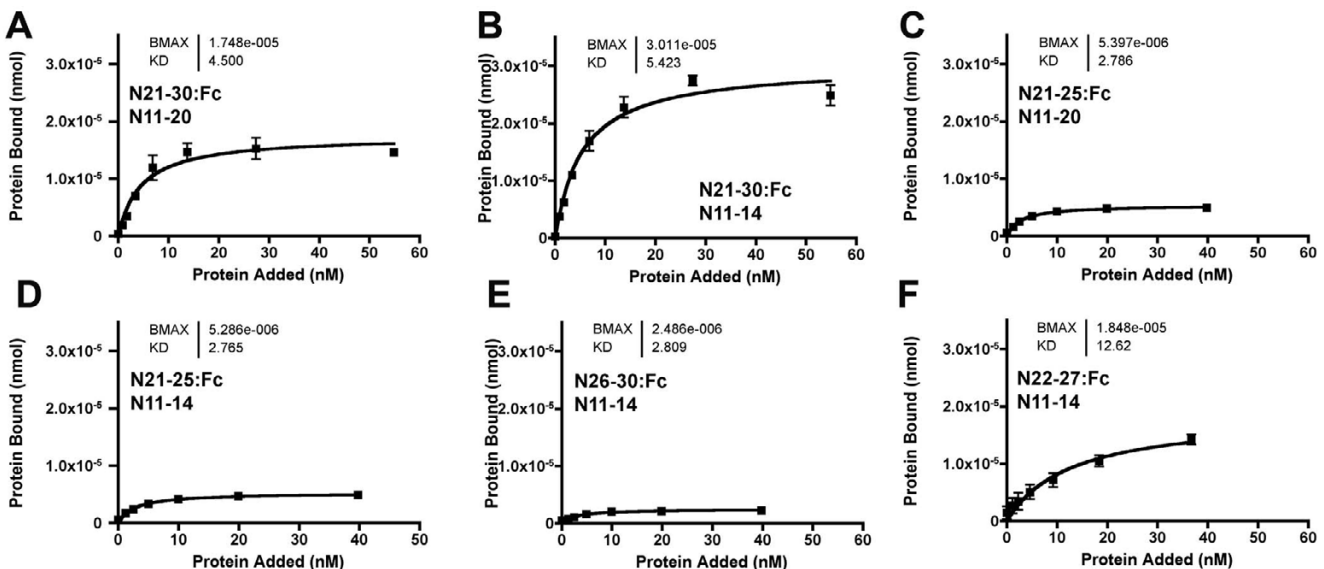 A
Protein Bound (nmol)
BMAX 1.748e-005
KD 4.500
3.0x10⁻⁵
N21-30:Fc
N11-20
2.0x10⁻⁵
1.0x10⁻⁵
0
0 10 20 30 40 50 60
Protein Added (nM)
B
Protein Bound (nmol)
BMAX 3.011e-005
KD 5.423
3.0x10⁻⁵
2.0x10⁻⁵
1.0x10⁻⁵
N21-30:Fc
N11-14
0
0 10 20 30 40 50 60
Protein Added (nM)
C
Protein Bound (nmol)
BMAX 5.397e-006
KD 2.786
3.0x10⁻⁵
N21-25:Fc
N11-20
2.0x10⁻⁵
1.0x10⁻⁵
0
0 10 20 30 40 50 60
Protein Added (nM)
D
Protein Bound (nmol)
BMAX 5.286e-006
KD 2.765
3.0x10⁻⁵
N21-25:Fc
N11-14
2.0x10⁻⁵
1.0x10⁻⁵
0
0 10 20 30 40 50
Protein Added (nM)
E
Protein Bound (nmol)
BMAX 2.486e-006
KD 2.809
3.0x10⁻⁵
N26-30:Fc
N11-14
2.0x10⁻⁵
1.0x10⁻⁵
0
0 10 20 30 40 50 60
Protein Added (nM)
F
Protein Bound (nmol)
BMAX 1.848e-005
KD 12.62
3.0x10⁻⁵
N22-27:Fc
N11-14
2.0x10⁻⁵
1.0x10⁻⁵
0
0 10 20 30 40 50 60
Protein Added (nM)